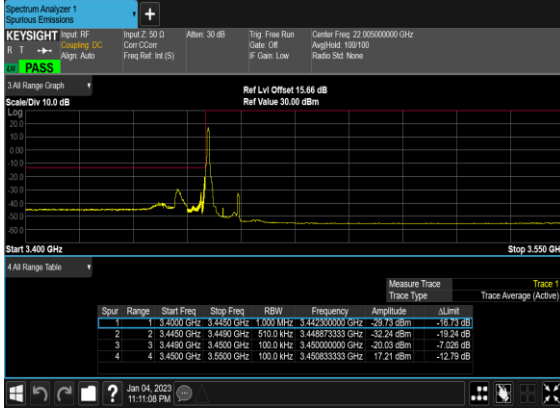 Spectrum Analyzer 1
Spurious Emissions
+
KEYSIGHT Input: RF Input Z: 50 Ω Atten: 30 dB Trig: Free Run Center Freq: 22.005000000 GHz
R T Coupling: DC Corr CCorr Gate: Off Avg|Hold: 100/100
Align: Auto Freq Ref: Int (S) IF Gain: Low Radio Std: None
LXI PASS
3.All Range Graph
Ref Lvl Offset 15.66 dB
Scale/Div 10.0 dB Ref Value 30.00 dBm
Log
20.0
10.0
0.00
-10.0
-20.0
-30.0
-40.0
-50.0
-60.0
Start 3.400 GHz Stop 3.550 GH
4.All Range Table
Measure Trace Trace 1
Trace Type Trace Average (Active)
Spur Range Start Freq Stop Freq RBW Frequency Amplitude ΔLimit
1 1 3.4000 GHz 3.4450 GHz 1.000 MHz 3.442300000 GHz -29.73 dBm -16.73 dB
2 2 3.4450 GHz 3.4490 GHz 510.0 kHz 3.448873333 GHz -32.24 dBm -19.24 dB
3 3 3.4490 GHz 3.4500 GHz 100.0 kHz 3.450000000 GHz -20.03 dBm -7.026 dB
4 4 3.4500 GHz 3.5500 GHz 100.0 kHz 3.450833333 GHz 17.21 dBm -12.79 dB
?
Jan 04, 2023
11:11:08 PM